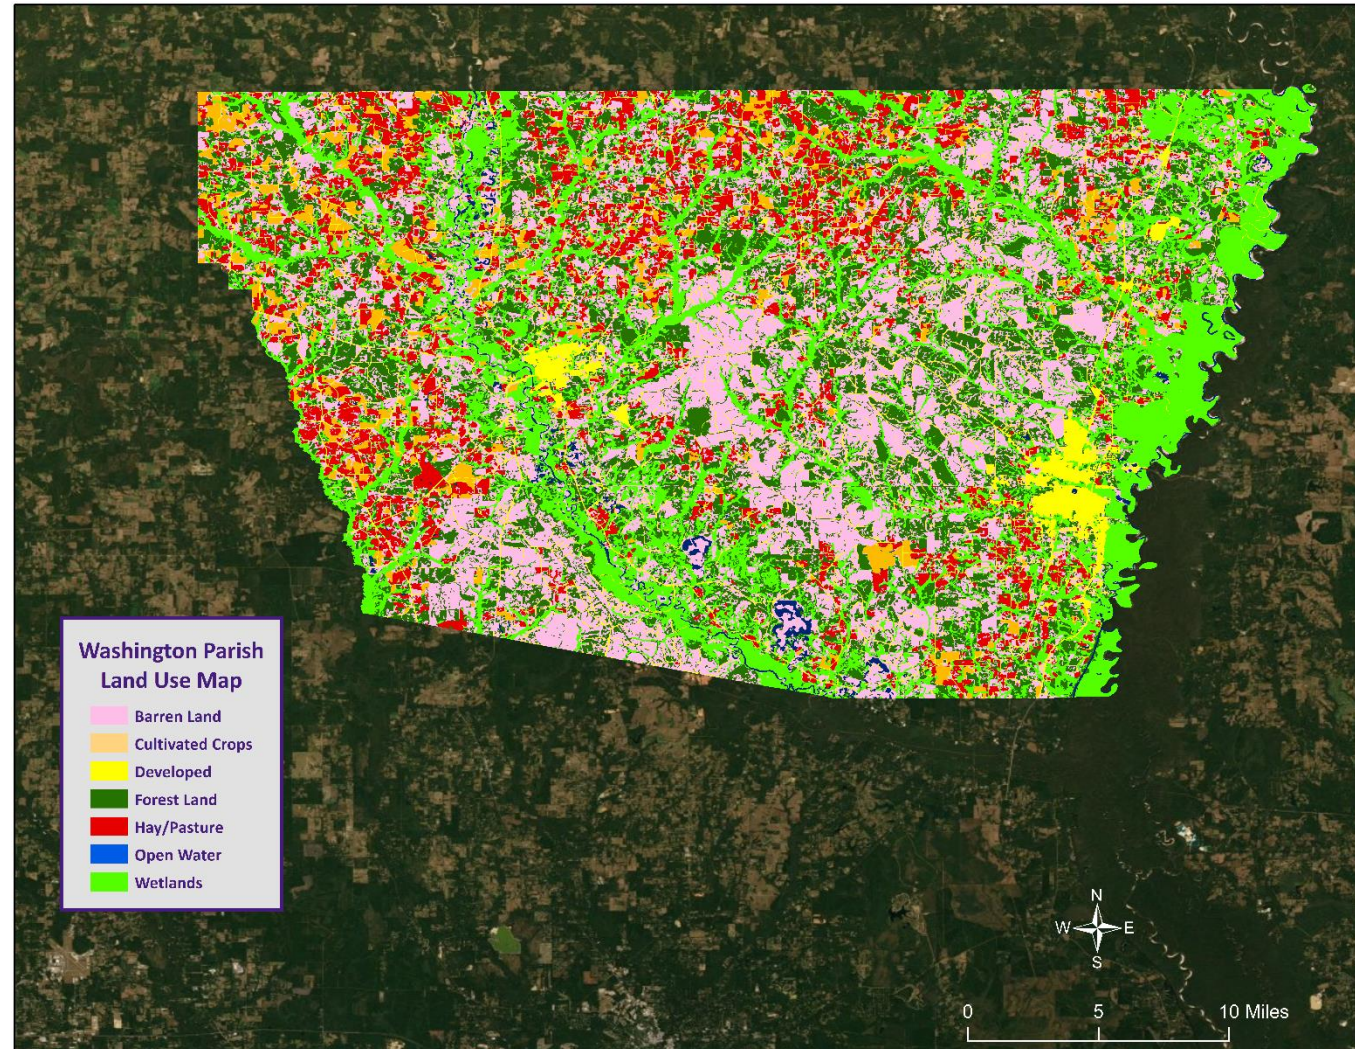 Washington Parish
Land Use Map
Barren Land
Cultivated Crops
Developed
Forest Land
Hay/Pasture
Open Water
Wetlands
N
W E
S
0 5 10 Miles